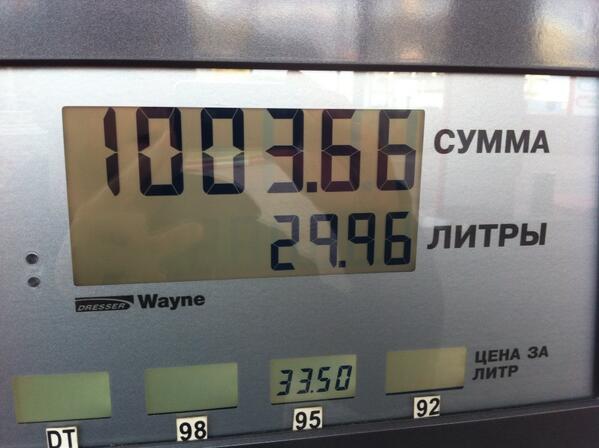 1003.66 СУММА
29.96 ЛИТРЫ
DRESSER Wayne
33.50 ЦЕНА ЗА
ЛИТР
DT 98 95 92